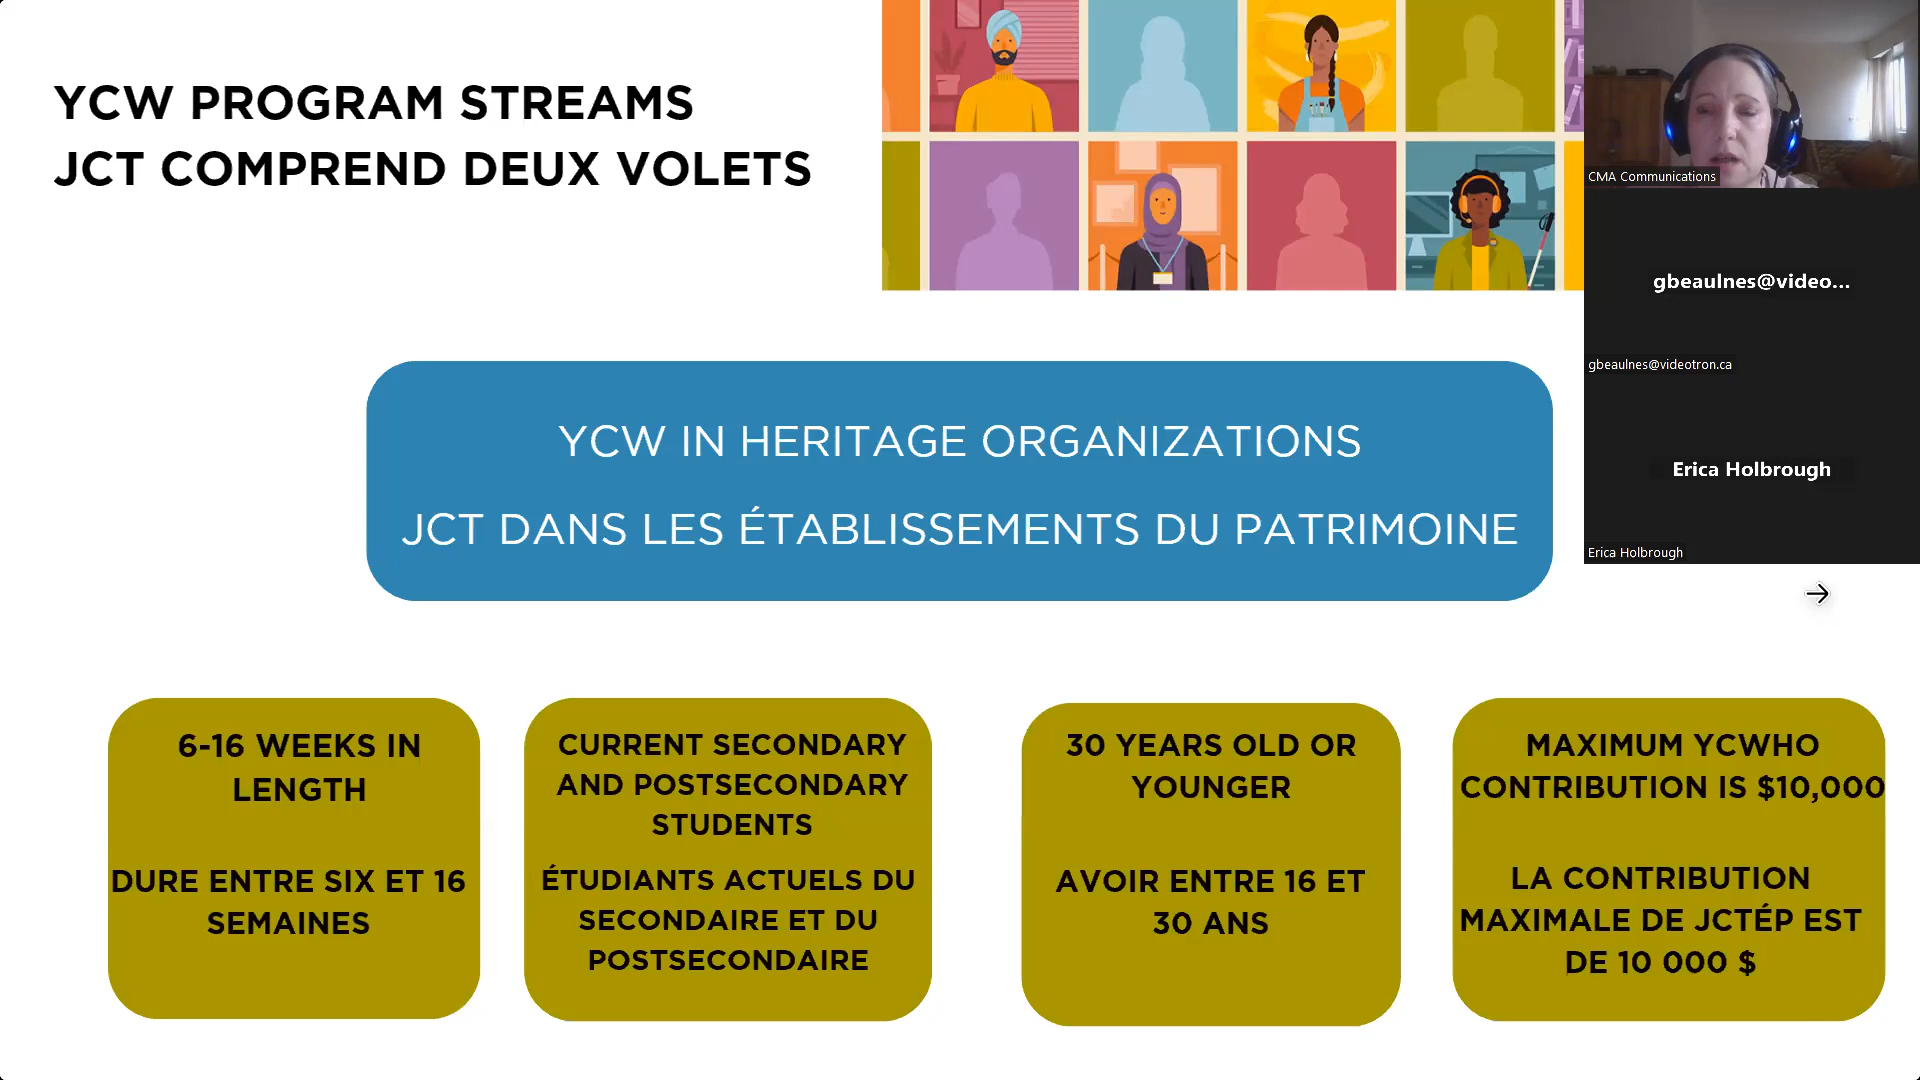 YCW PROGRAM STREAMS
JCT COMPREND DEUX VOLETS
CMA Communications
gbeaulnes@video...
gbeaulnes@videotron.ca
Erica Holbrough
Erica Holbrough
YCW IN HERITAGE ORGANIZATIONS
JCT DANS LES ÉTABLISSEMENTS DU PATRIMOINE
6-16 WEEKS IN
LENGTH
DURE ENTRE SIX ET 16
SEMAINES
CURRENT SECONDARY
AND POSTSECONDARY
STUDENTS
ÉTUDIANTS ACTUELS DU
SECONDAIRE ET DU
POSTSECONDAIRE
30 YEARS OLD OR
YOUNGER
AVOIR ENTRE 16 ET
30 ANS
MAXIMUM YCWHO
CONTRIBUTION IS $10,000
LA CONTRIBUTION
MAXIMALE DE JCTÉP EST
DE 10 000 $